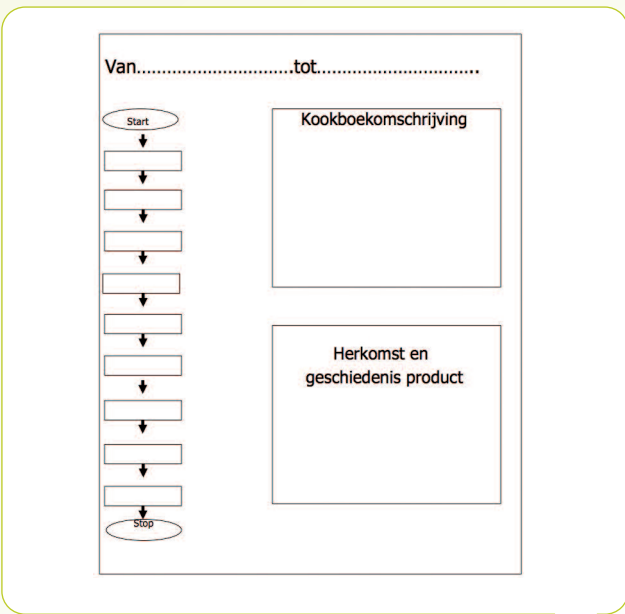 Van..............................tot................................
Start
Kookboekomschrijving
Herkomst en
geschiedenis product
Stop